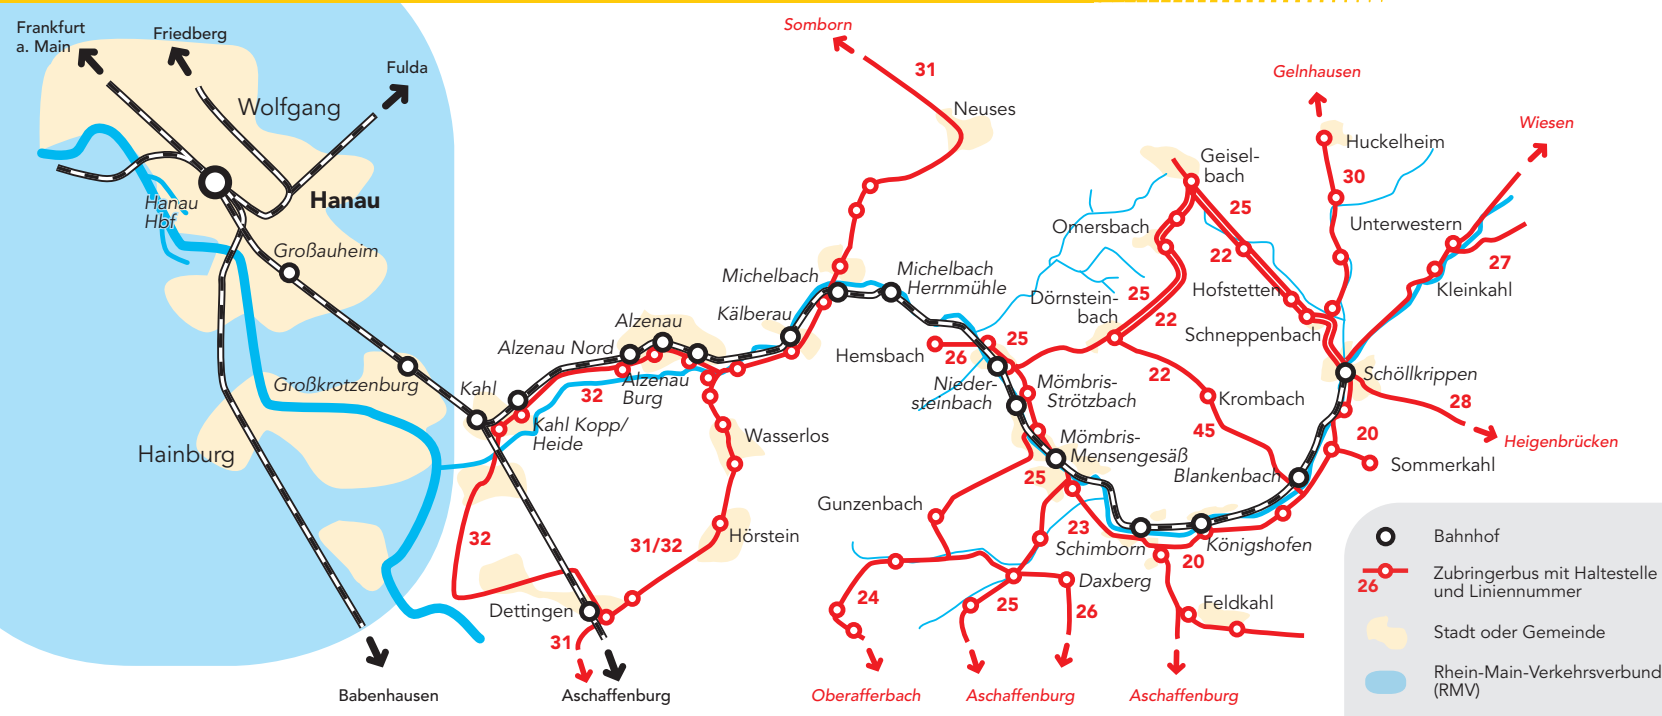 Frankfurt
a. Main
Friedberg
Fulda
Wolfgang
Hanau
Hbf
Hanau
Großauheim
Großkrotzenburg
Hainburg
Kahl
Kahl Kopp/
Heide
Alzenau Nord
Alzenau
Alzenau
Burg
32
Kälberau
Michelbach
Michelbach
Herrnmühle
Somborn
31
Neuses
Wasserlos
Hörstein
31/32
32
Dettingen
31
Babenhausen
Aschaffenburg
Hemsbach
26
25
Nieder-
steinbach
Mömbris-
Strötzbach
Mömbris-
Mensengesäß
25
Gunzenbach
23
Schimborn
24
25
26
Daxberg
Oberafferbach
Aschaffenburg
Aschaffenburg
20
Königshofen
Feldkahl
Blankenbach
45
Krombach
22
Dörnstein-
bach
25
22
Omersbach
Geisel-
bach
25
22
Hofstetten
Schneppenbach
Gelnhausen
Huckelheim
30
Unterwestern
Wiesen
27
Kleinkahl
Schöllkrippen
28
Heigenbrücken
20
Sommerkahl
Bahnhof
26
Zubringerbus mit Haltestelle
und Liniennummer
Stadt oder Gemeinde
Rhein-Main-Verkehrsverbund
(RMV)